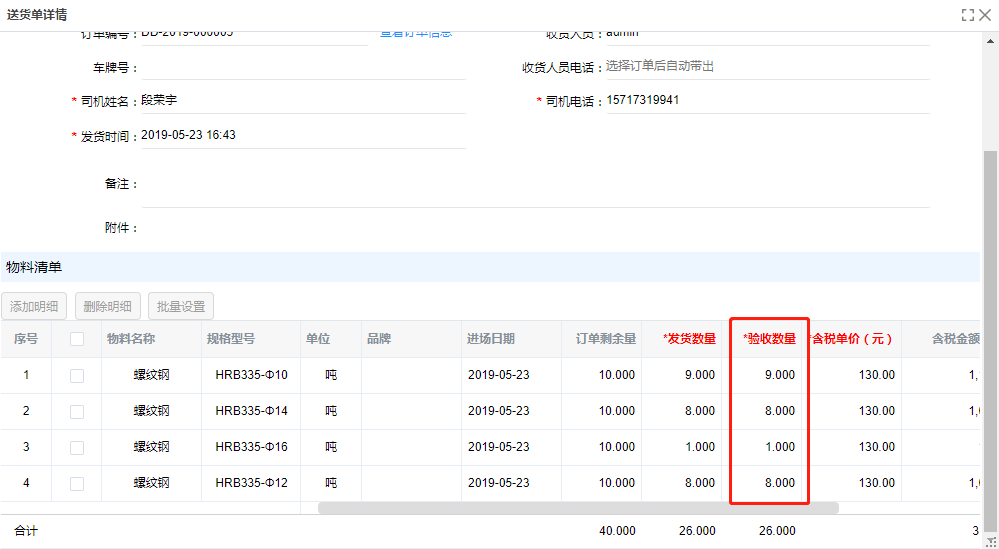 送货单详情
订单编号： DD-2019-000005 查看订单信息 收货人员： admin
车牌号： 收货人员电话： 选择订单后自动带出
* 司机姓名： 段荣宇 * 司机电话： 15717319941
* 发货时间： 2019-05-23 16:43
备注：
附件：
物料清单
添加明细 删除明细 批量设置
序号 物料名称 规格型号 单位 品牌 进场日期 订单剩余量 *发货数量 *验收数量 *含税单价（元） 含税金额
1 螺纹钢 HRB335-Φ10 吨 2019-05-23 10.000 9.000 9.000 130.00 1,
2 螺纹钢 HRB335-Φ14 吨 2019-05-23 10.000 8.000 8.000 130.00 1,
3 螺纹钢 HRB335-Φ16 吨 2019-05-23 10.000 1.000 1.000 130.00
4 螺纹钢 HRB335-Φ12 吨 2019-05-23 10.000 8.000 8.000 130.00 1,
合计 40.000 26.000 26.000 3